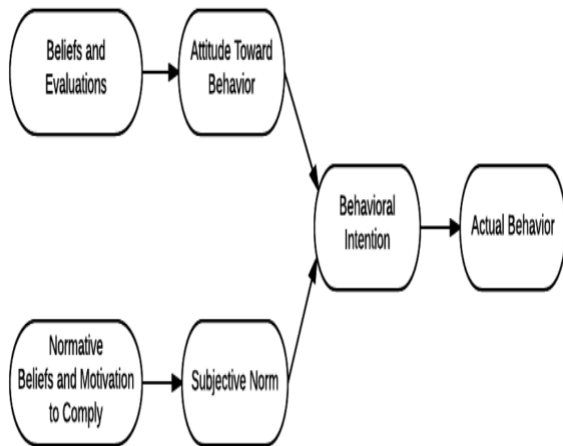 Beliefs and
Evaluations
Attitude Toward
Behavior
Behavioral
Intention
Actual Behavior
Normative
Beliefs and Motivation
to Comply
Subjective Norm